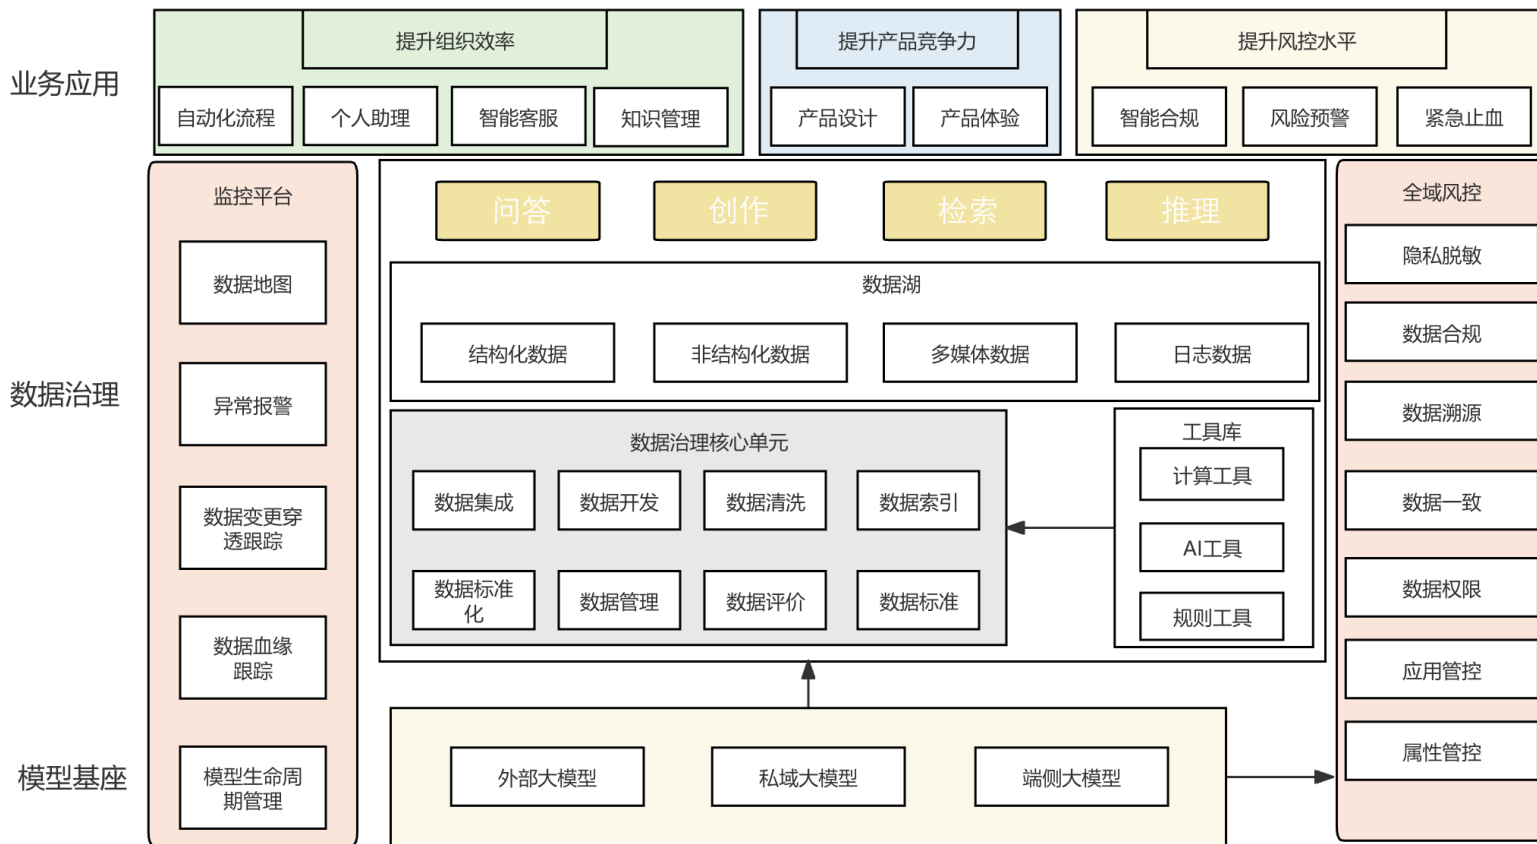 业务应用
提升组织效率
自动化流程
个人助理
智能客服
知识管理
提升产品竞争力
产品设计
产品体验
提升风控水平
智能合规
风险预警
紧急止血
数据治理
监控平台
数据地图
异常报警
数据变更穿
透跟踪
数据血缘
跟踪
模型生命周
期管理
问答
创作
检索
推理
数据湖
结构化数据
非结构化数据
多媒体数据
日志数据
数据治理核心单元
数据集成
数据开发
数据清洗
数据索引
数据标准
化
数据管理
数据评价
数据标准
工具库
计算工具
AI工具
规则工具
全域风控
隐私脱敏
数据合规
数据溯源
数据一致
数据权限
应用管控
属性管控
模型基座
外部大模型
私域大模型
端侧大模型